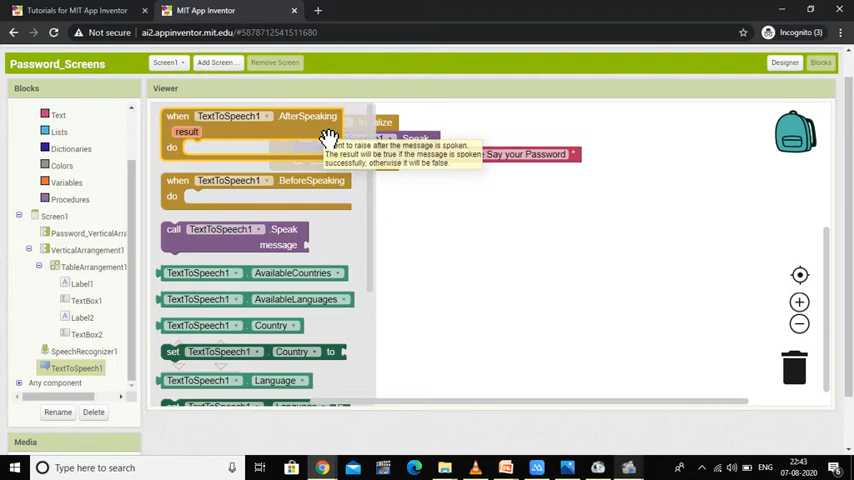 Tutorials for MIT App Inventor
MIT App Inventor
Not secure ai2.appinventor.mit.edu/#5878712541511680
Incognito (3)
Password_Screens
Screen1
Add Screen ...
Remove Screen
Designer
Blocks
Blocks
Viewer
Text
Lists
Dictionaries
Colors
Variables
Procedures
Screen1
Password_VerticalArra
VerticalArrangement1
TableArrangement1
Label1
TextBox1
Label2
TextBox2
SpeechRecognizer1
TextToSpeech1
Any component
Rename
Delete
Media
when TextToSpeech1 .AfterSpeaking
result
do
when TextToSpeech1 .BeforeSpeaking
do
call TextToSpeech1 .Speak
message
TextToSpeech1 . AvailableCountries
TextToSpeech1 . AvailableLanguages
TextToSpeech1 . Country
set TextToSpeech1 . Country to
TextToSpeech1 . Language
.Speak
Say your Password "
to raise after the message is spoken.
The result will be true if the message is spoken
successfully, otherwise it will be false.
Type here to search
ENG
22:43
07-08-2020